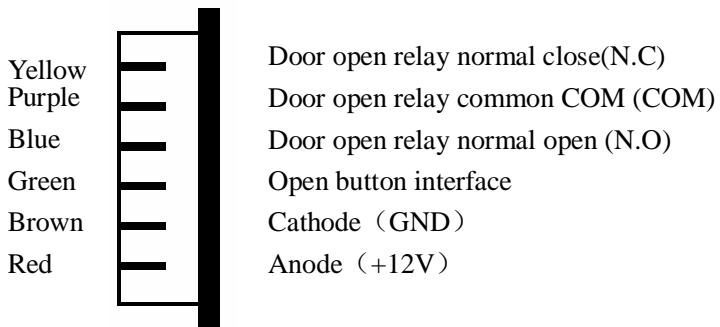 Yellow Door open relay normal close(N.C)
Purple Door open relay common COM (COM)
Blue Door open relay normal open (N.O)
Green Open button interface
Brown Cathode（GND）
Red Anode（+12V）